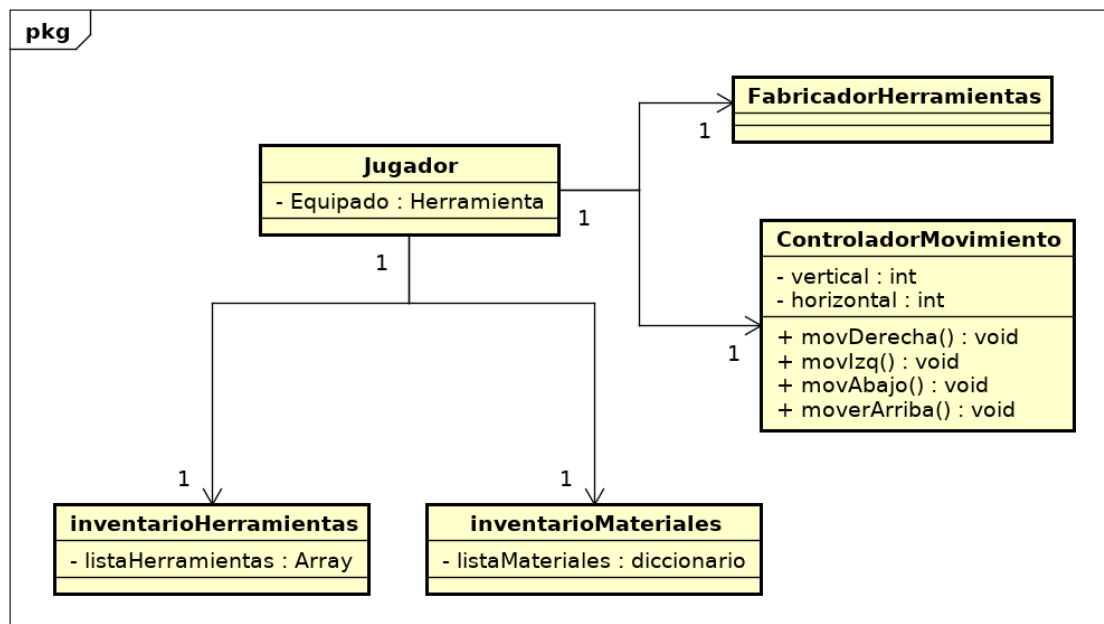 pkg
FabricadorHerramientas
1
Jugador
- Equipado : Herramienta
1
1
ControladorMovimiento
- vertical : int
- horizontal : int
+ movDerecha() : void
+ movIzq() : void
+ movAbajo() : void
+ moverArriba() : void
1
1
1
inventarioHerramientas
- listaHerramientas : Array
inventarioMateriales
- listaMateriales : diccionario